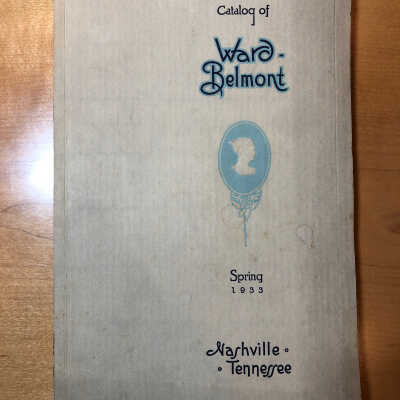 Catalog of
Ward-
Belmont
Spring
1933
Nashville
Tennessee